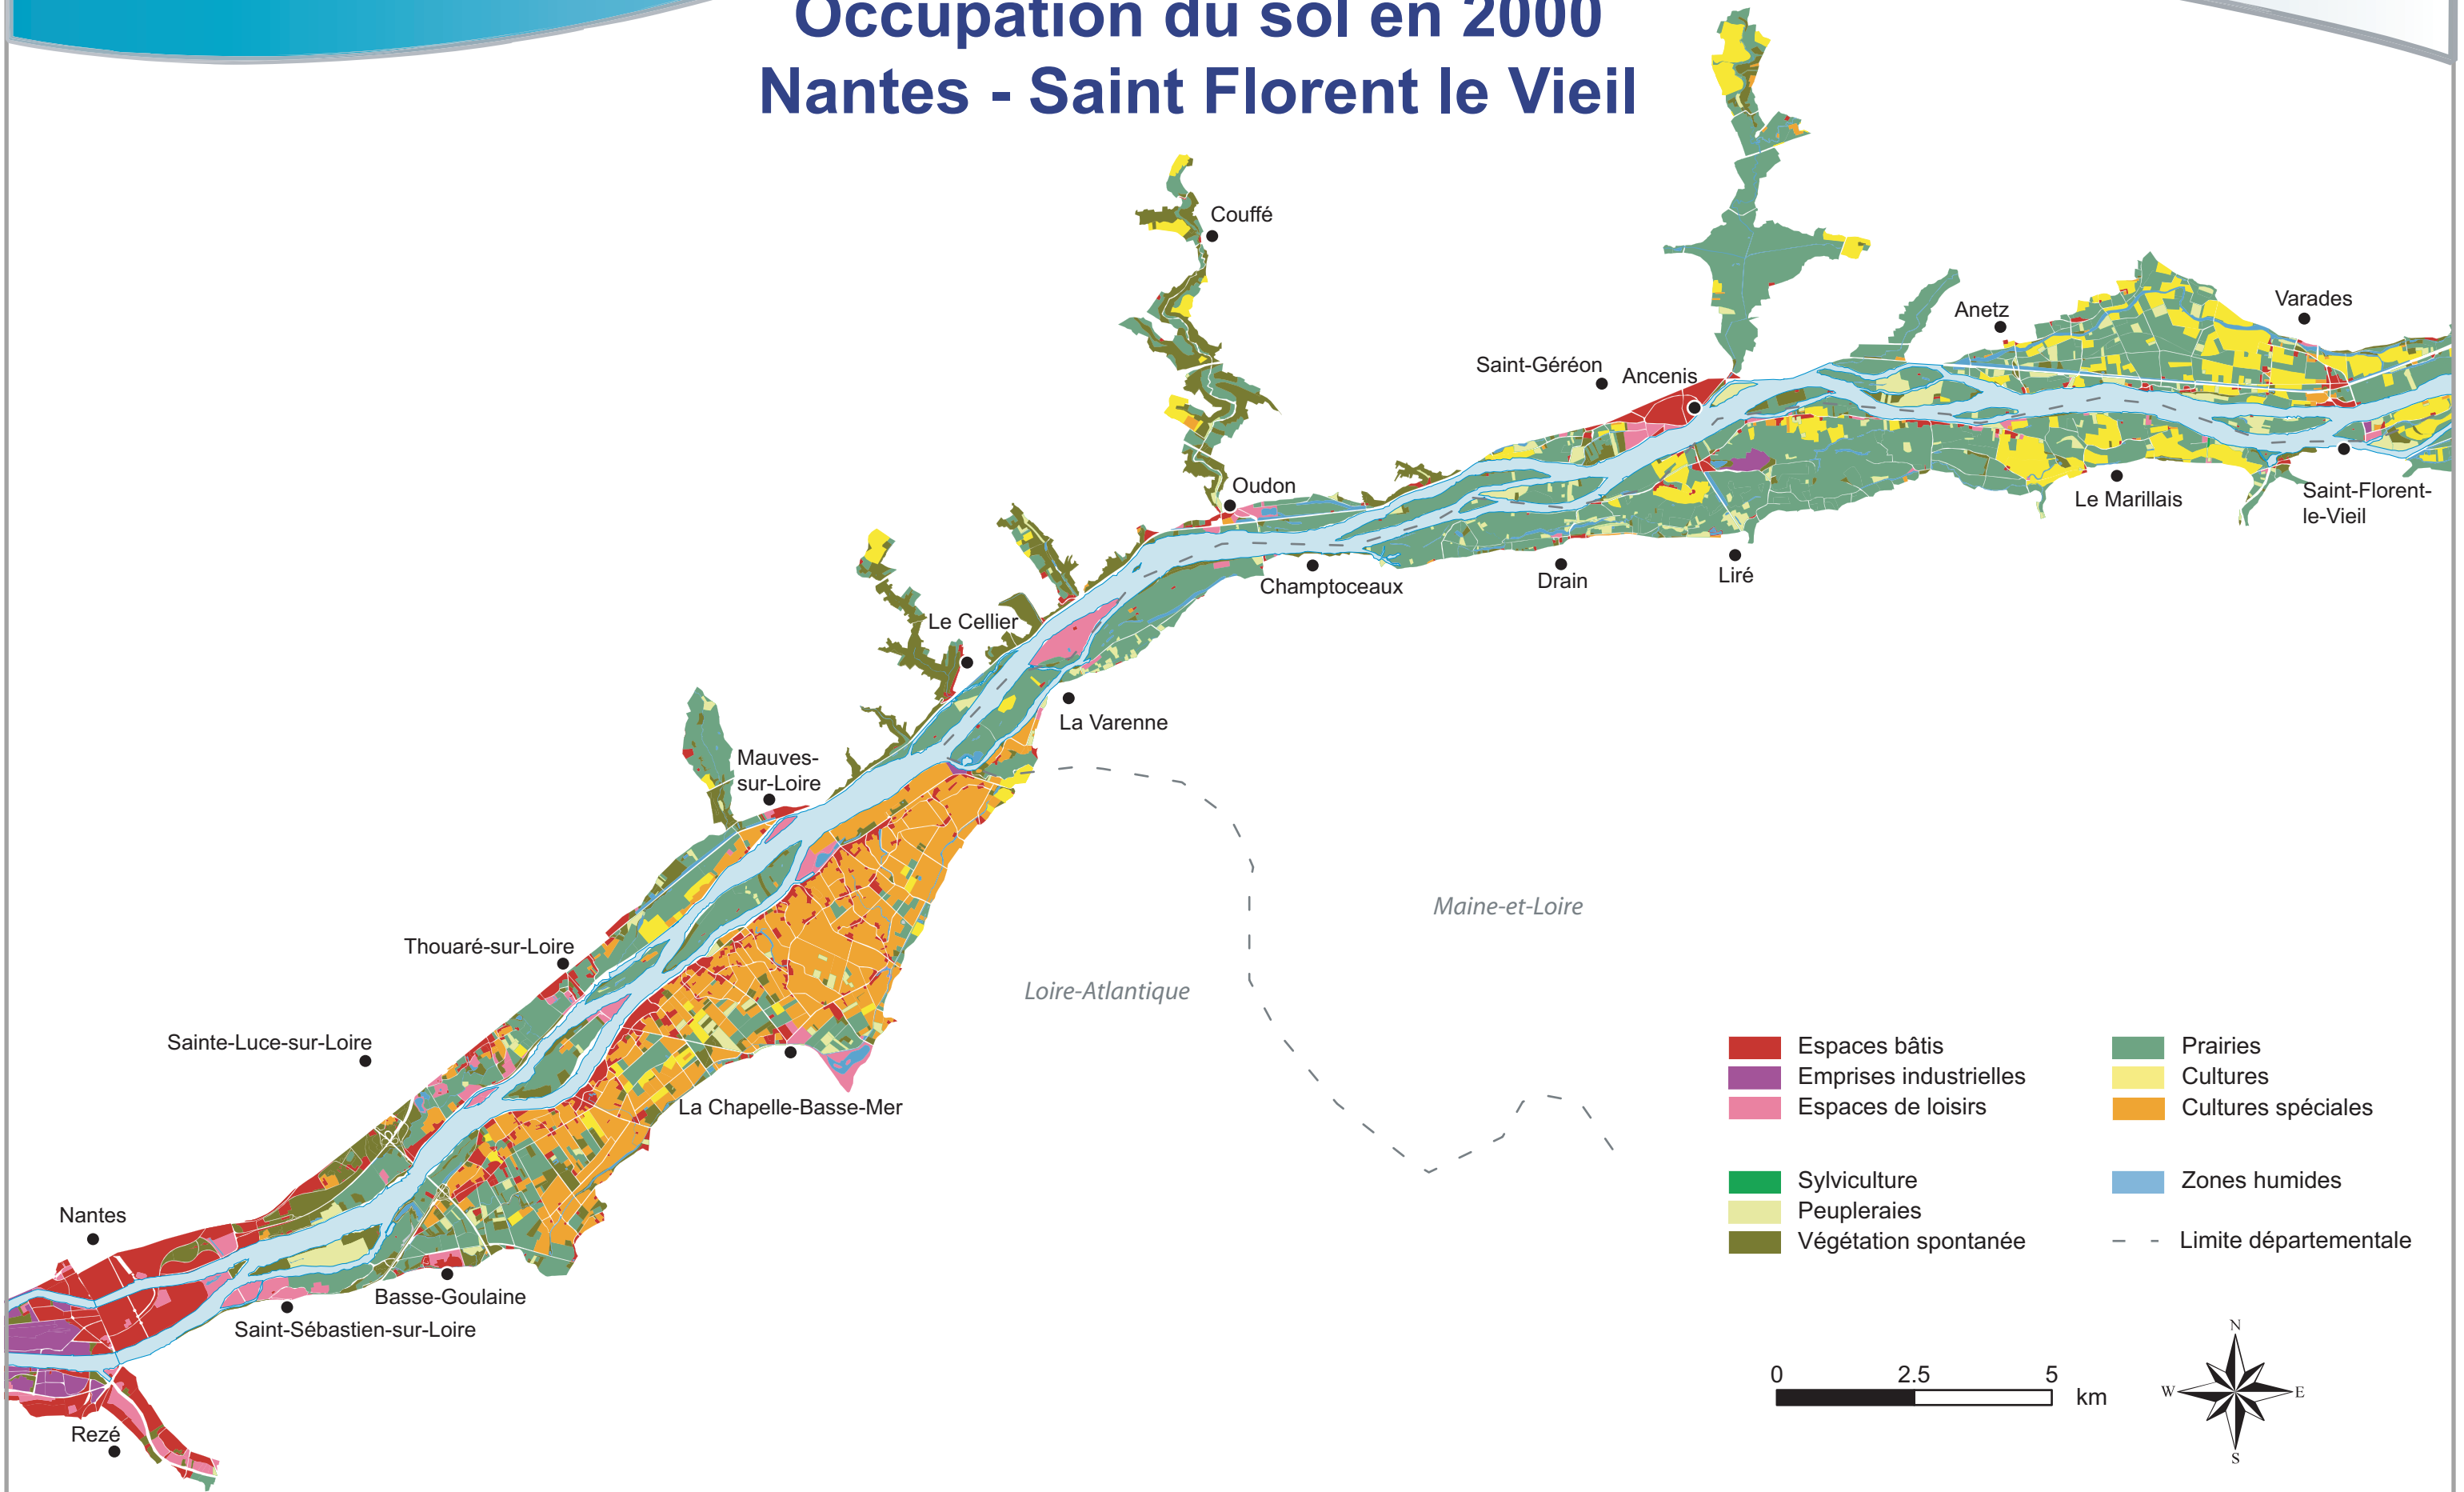 Occupation du sol en 2000
Nantes - Saint Florent le Vieil
Couffé
Varades
Anetz
Saint-Géréon
Ancenis
Oudon
Le Marillais
Saint-Florent-
le-Vieil
Champtoceaux
Drain
Liré
Le Cellier
La Varenne
Mauves-
sur-Loire
Maine-et-Loire
Thouaré-sur-Loire
Loire-Atlantique
Sainte-Luce-sur-Loire
La Chapelle-Basse-Mer
Nantes
Basse-Goulaine
Saint-Sébastien-sur-Loire
Rezé
Espaces bâtis
Emprises industrielles
Espaces de loisirs
Sylviculture
Peupleraies
Végétation spontanée
Prairies
Cultures
Cultures spéciales
Zones humides
Limite départementale
0 2.5 5
km
N
W E
S